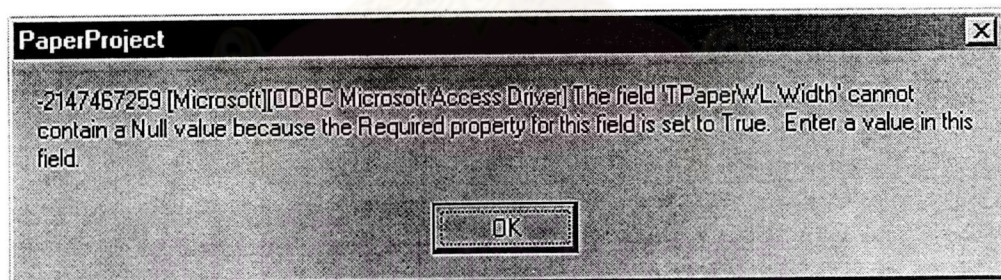 PaperProject
-2147467259 [Microsoft][ODBC Microsoft Access Driver] The field 'TPaperWL.Width' cannot
contain a Null value because the Required property for this field is set to True.  Enter a value in this
field.
OK